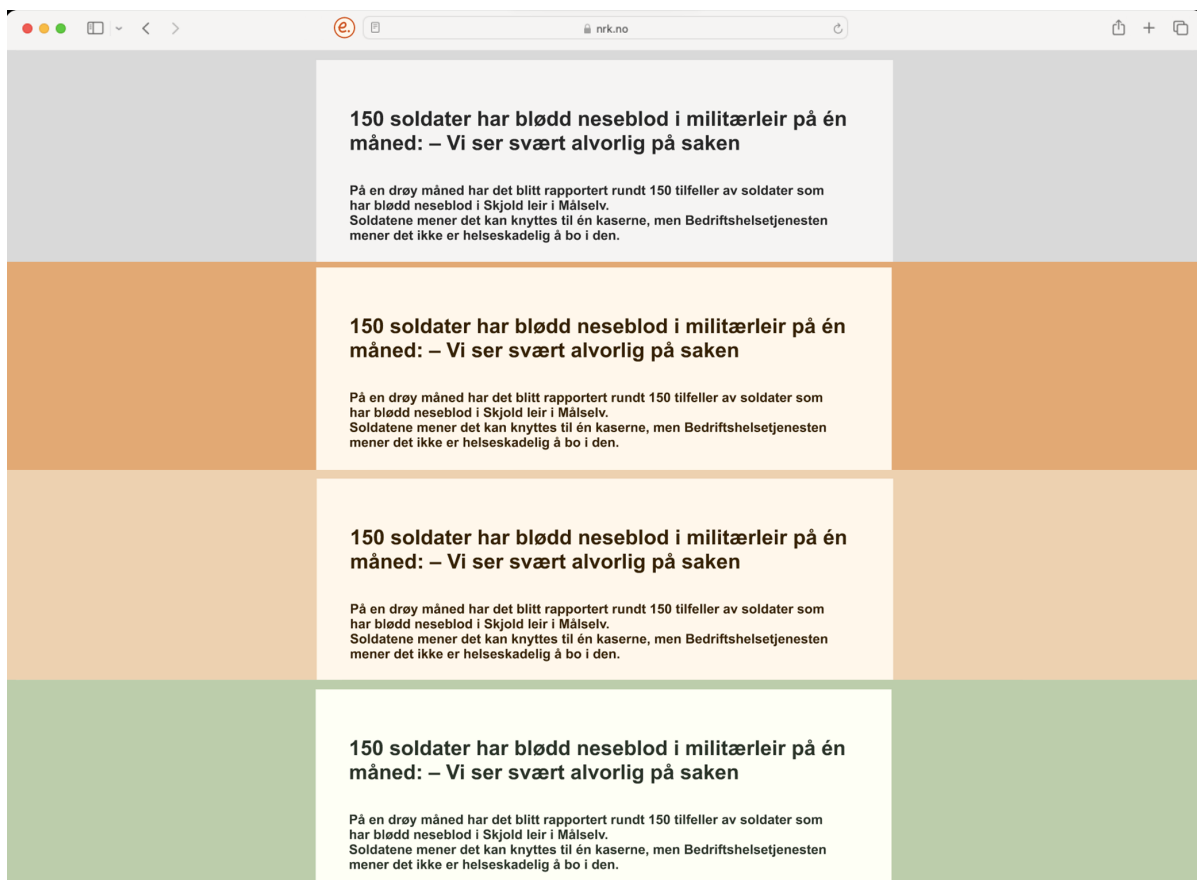 e.
nrk.no
150 soldater har blødd neseblod i militærleir på én
måned: – Vi ser svært alvorlig på saken
På en drøy måned har det blitt rapportert rundt 150 tilfeller av soldater som
har blødd neseblod i Skjold leir i Målselv.
Soldatene mener det kan knyttes til én kaserne, men Bedriftshelsetjenesten
mener det ikke er helseskadelig å bo i den.
150 soldater har blødd neseblod i militærleir på én
måned: – Vi ser svært alvorlig på saken
På en drøy måned har det blitt rapportert rundt 150 tilfeller av soldater som
har blødd neseblod i Skjold leir i Målselv.
Soldatene mener det kan knyttes til én kaserne, men Bedriftshelsetjenesten
mener det ikke er helseskadelig å bo i den.
150 soldater har blødd neseblod i militærleir på én
måned: – Vi ser svært alvorlig på saken
På en drøy måned har det blitt rapportert rundt 150 tilfeller av soldater som
har blødd neseblod i Skjold leir i Målselv.
Soldatene mener det kan knyttes til én kaserne, men Bedriftshelsetjenesten
mener det ikke er helseskadelig å bo i den.
150 soldater har blødd neseblod i militærleir på én
måned: – Vi ser svært alvorlig på saken
På en drøy måned har det blitt rapportert rundt 150 tilfeller av soldater som
har blødd neseblod i Skjold leir i Målselv.
Soldatene mener det kan knyttes til én kaserne, men Bedriftshelsetjenesten
mener det ikke er helseskadelig å bo i den.